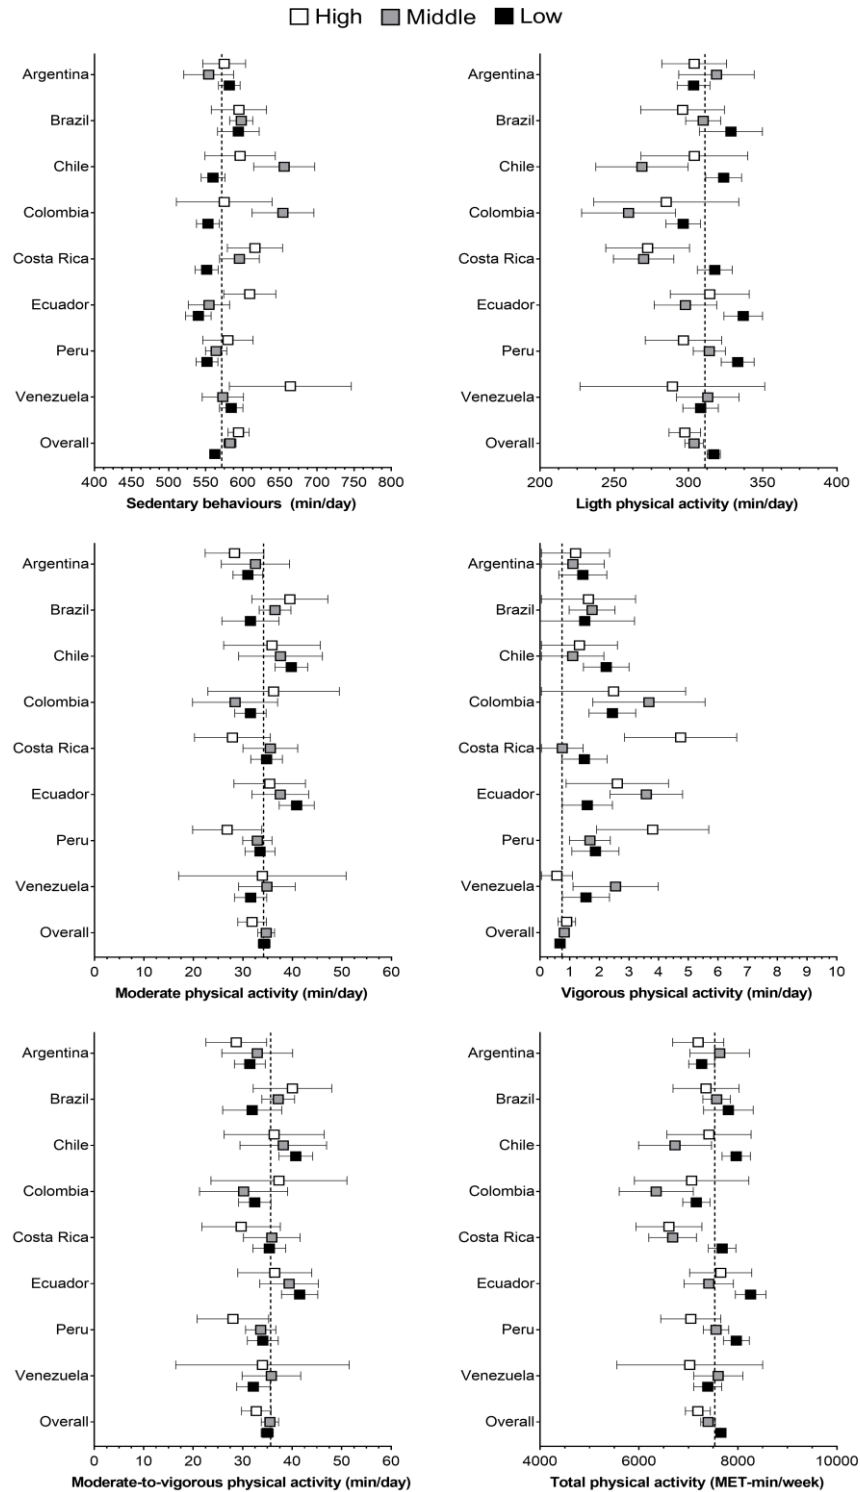 High Middle Low
Argentina
Brazil
Chile
Colombia
Costa Rica
Ecuador
Peru
Venezuela
Overall
400 450 500 550 600 650 700 750 800
Sedentary behaviours (min/day)
Argentina
Brazil
Chile
Colombia
Costa Rica
Ecuador
Peru
Venezuela
Overall
200 250 300 350 400
Ligth physical activity (min/day)
Argentina
Brazil
Chile
Colombia
Costa Rica
Ecuador
Peru
Venezuela
Overall
0 10 20 30 40 50 60
Moderate physical activity (min/day)
Argentina
Brazil
Chile
Colombia
Costa Rica
Ecuador
Peru
Venezuela
Overall
0 1 2 3 4 5 6 7 8 9 10
Vigorous physical activity (min/day)
Argentina
Brazil
Chile
Colombia
Costa Rica
Ecuador
Peru
Venezuela
Overall
0 10 20 30 40 50 60
Moderate-to-vigorous physical activity (min/day)
Argentina
Brazil
Chile
Colombia
Costa Rica
Ecuador
Peru
Venezuela
Overall
4000 6000 8000 10000
Total physical activity (MET-min/week)